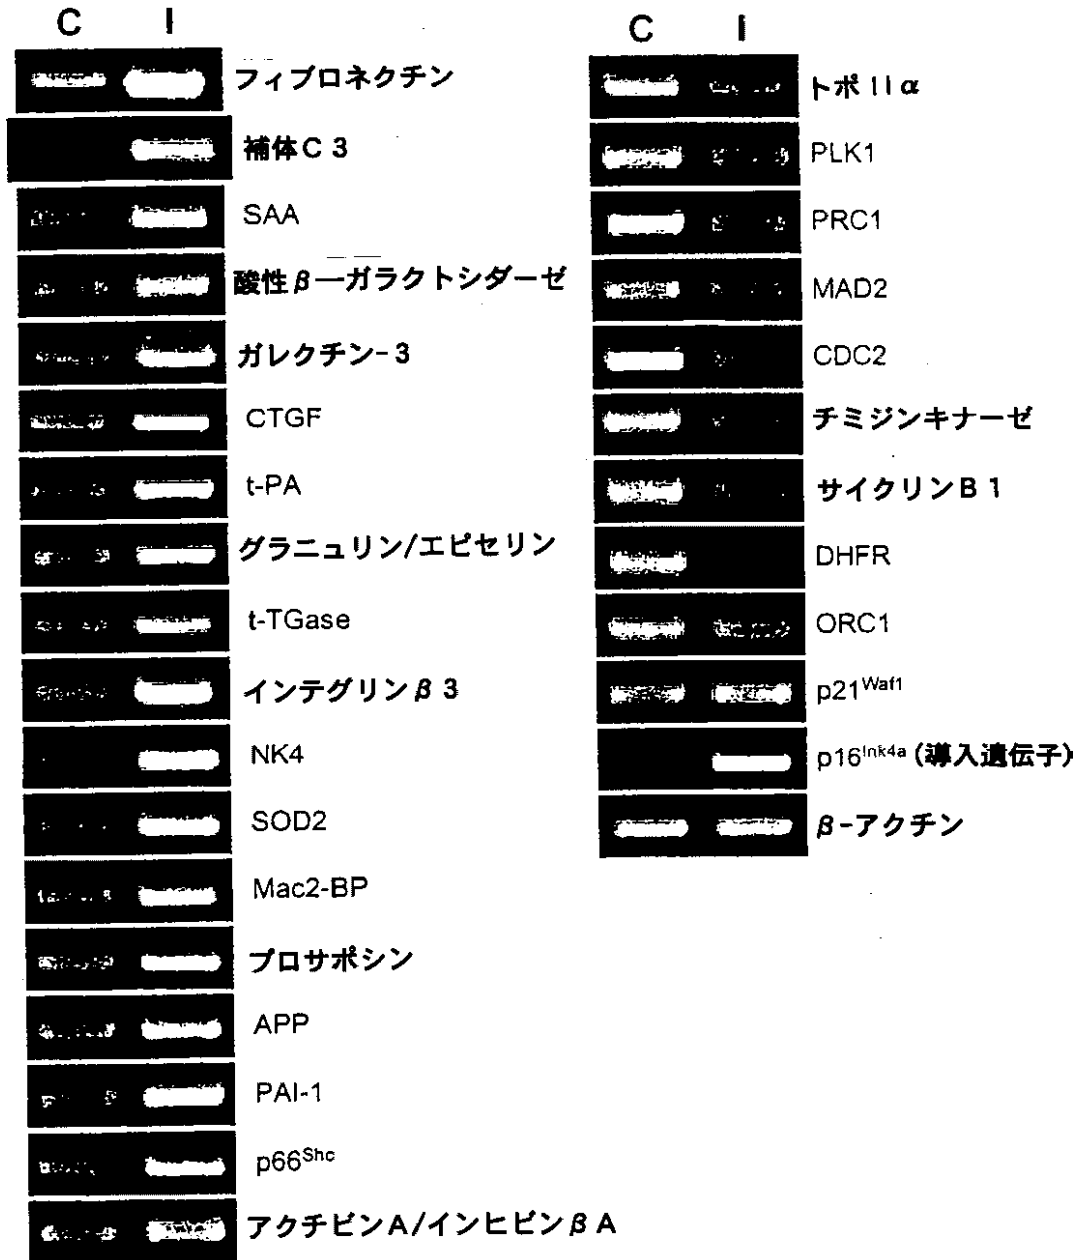 C I
フィブロネクチン
補体C3
SAA
酸性β―ガラクトシダーゼ
ガレクチン-3
CTGF
t-PA
グラニュリン/エピセリン
t-TGase
インテグリンβ3
NK4
SOD2
Mac2-BP
プロサポシン
APP
PAI-1
p66Shc
アクチビンA/インヒビンβA
C I
トポIIα
PLK1
PRC1
MAD2
CDC2
チミジンキナーゼ
サイクリンB1
DHFR
ORC1
p21Waf1
p16Ink4a (導入遺伝子)
β-アクチン